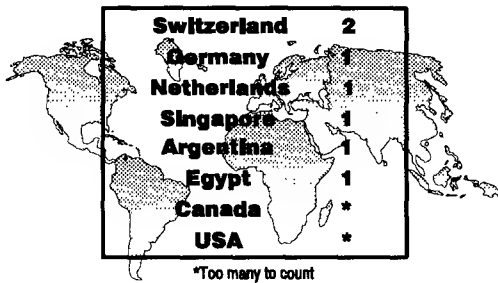 Switzerland 2
Germany 1
Netherlands 1
Singapore 1
Argentina 1
Egypt 1
Canada *
USA *
*Too many to count